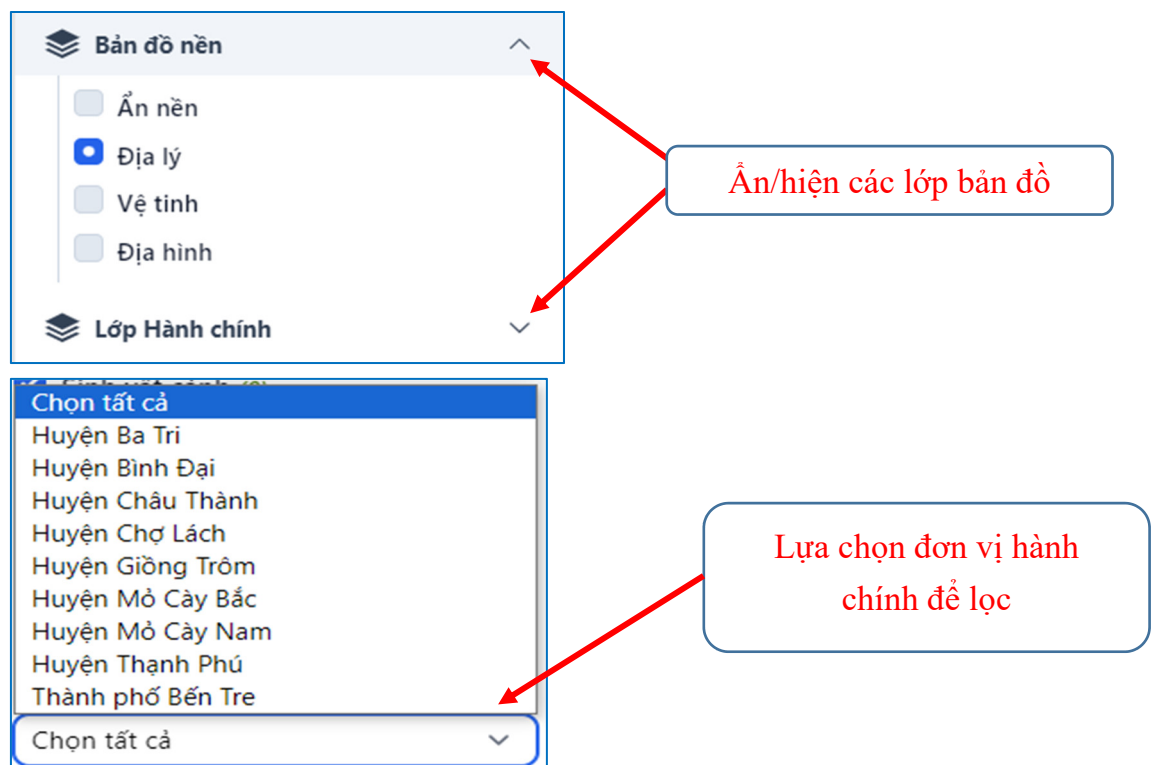 Bản đồ nền
Ẩn nền
Địa lý
Vệ tinh
Địa hình
Lớp Hành chính
Ẩn/hiện các lớp bản đồ
Chọn tất cả
Huyện Ba Tri
Huyện Bình Đại
Huyện Châu Thành
Huyện Chợ Lách
Huyện Giồng Trôm
Huyện Mỏ Cày Bắc
Huyện Mỏ Cày Nam
Huyện Thạnh Phú
Thành phố Bến Tre
Chọn tất cả
Lựa chọn đơn vị hành
chính để lọc